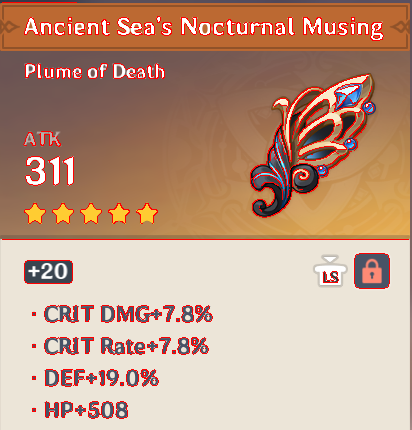 Ancient Sea's Nocturnal Musing
Plume of Death
ATK
311
+20
LS
· CRIT DMG+7.8%
· CRIT Rate+7.8%
· DEF+19.0%
· HP+508